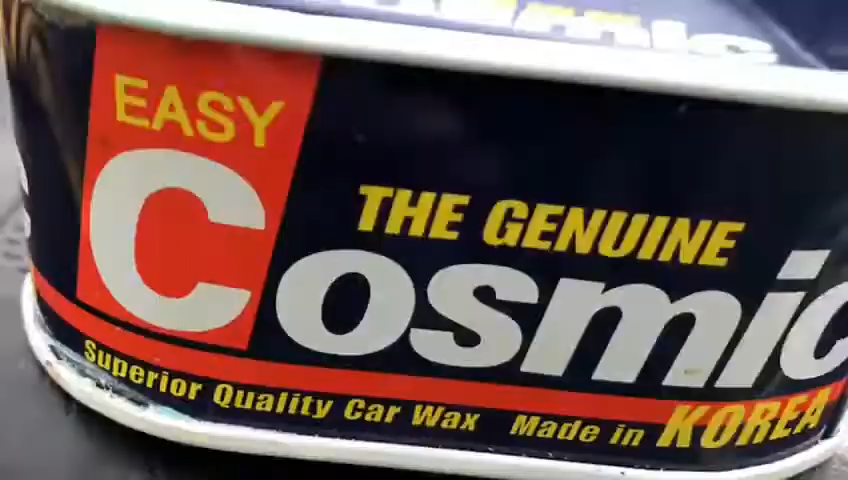 EASY
THE GENUINE
Cosmic
Superior Quality Car Wax Made in KOREA